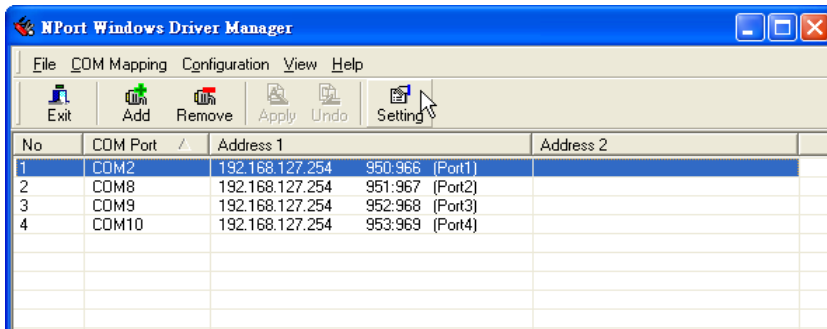 NPort Windows Driver Manager
File COM Mapping Configuration View Help
Exit Add Remove Apply Undo Setting
No COM Port Address 1 Address 2
1 COM2 192.168.127.254 950:966 (Port1)
2 COM8 192.168.127.254 951:967 (Port2)
3 COM9 192.168.127.254 952:968 (Port3)
4 COM10 192.168.127.254 953:969 (Port4)